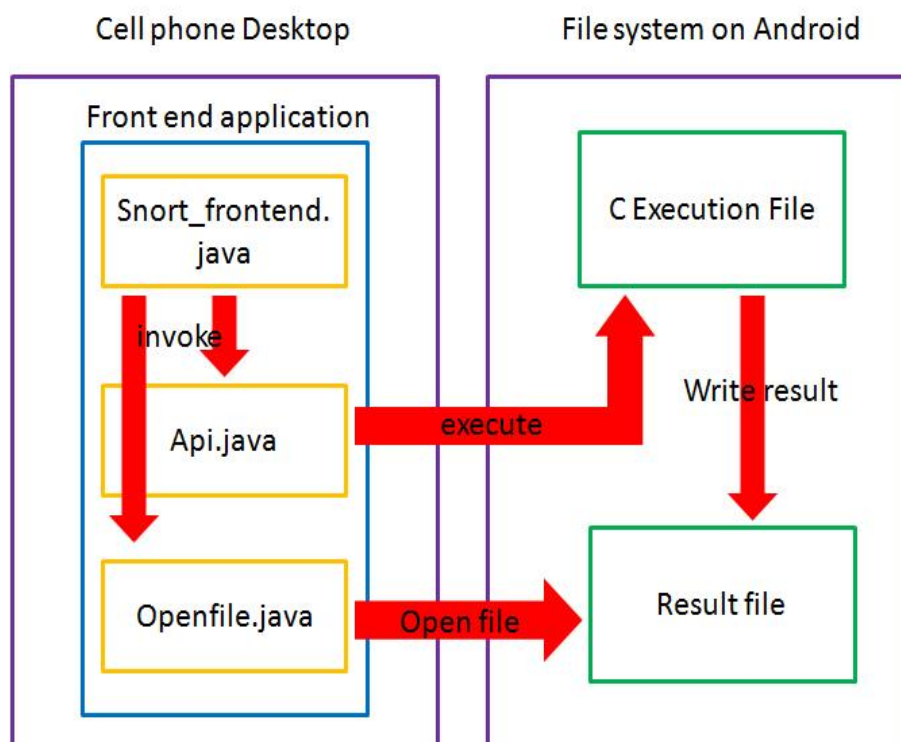 Cell phone Desktop
File system on Android
Front end application
Snort_frontend.
java
C Execution File
invoke
Write result
Api.java
execute
Openfile.java
Open file
Result file